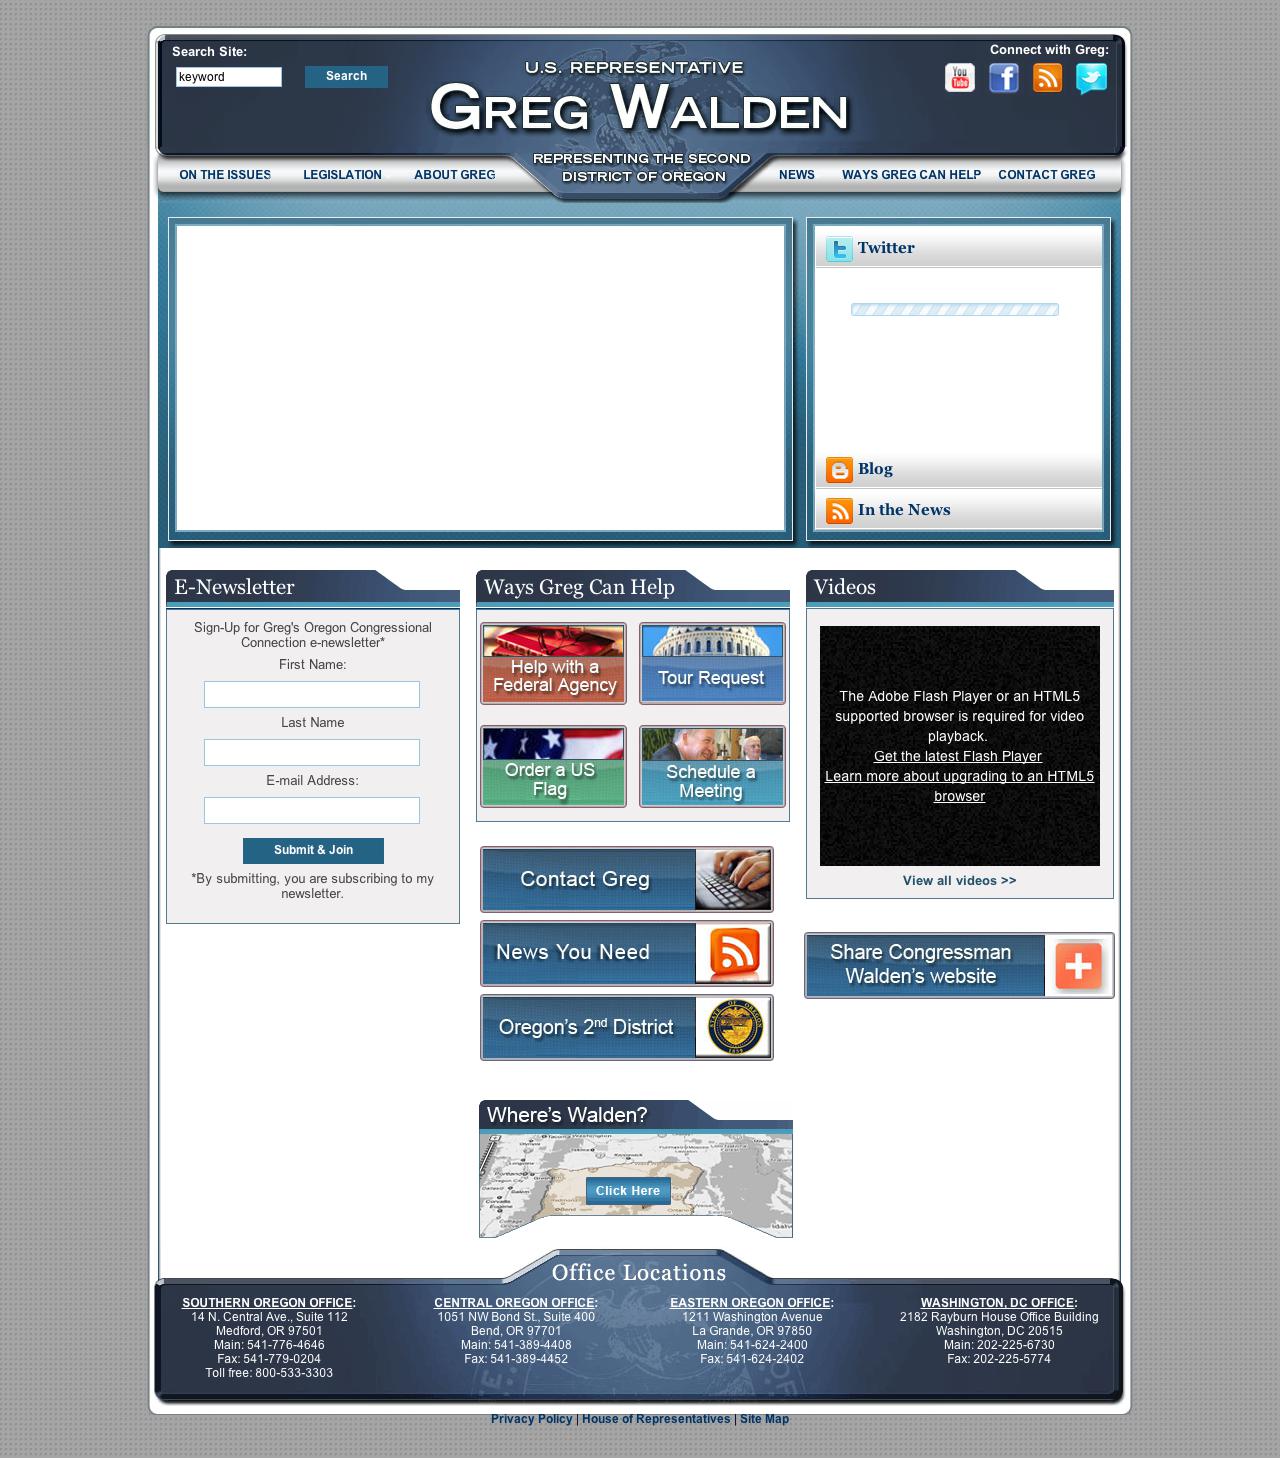 Search Site:
keyword
Search
U.S. REPRESENTATIVE
GREG WALDEN
REPRESENTING THE SECOND
DISTRICT OF OREGON
Connect with Greg:
You
Tube
ON THE ISSUES
LEGISLATION
ABOUT GREG
NEWS
WAYS GREG CAN HELP
CONTACT GREG
Twitter
Blog
In the News
E-Newsletter
Sign-Up for Greg's Oregon Congressional
Connection e-newsletter*
First Name:
Last Name
E-mail Address:
Submit & Join
*By submitting, you are subscribing to my
newsletter.
Ways Greg Can Help
Help with a
Federal Agency
Tour Request
Order a US
Flag
Schedule a
Meeting
Contact Greg
News You Need
Oregon's 2nd District
Where's Walden?
Click Here
Videos
The Adobe Flash Player or an HTML5
supported browser is required for video
playback.
Get the latest Flash Player
Learn more about upgrading to an HTML5
browser
View all videos >>
Share Congressman
Walden's website
Office Locations
SOUTHERN OREGON OFFICE:
14 N. Central Ave., Suite 112
Medford, OR 97501
Main: 541-776-4646
Fax: 541-779-0204
Toll free: 800-533-3303
CENTRAL OREGON OFFICE:
1051 NW Bond St., Suite 400
Bend, OR 97701
Main: 541-389-4408
Fax: 541-389-4452
EASTERN OREGON OFFICE:
1211 Washington Avenue
La Grande, OR 97850
Main: 541-624-2400
Fax: 541-624-2402
WASHINGTON, DC OFFICE:
2182 Rayburn House Office Building
Washington, DC 20515
Main: 202-225-6730
Fax: 202-225-5774
Privacy Policy | House of Representatives | Site Map